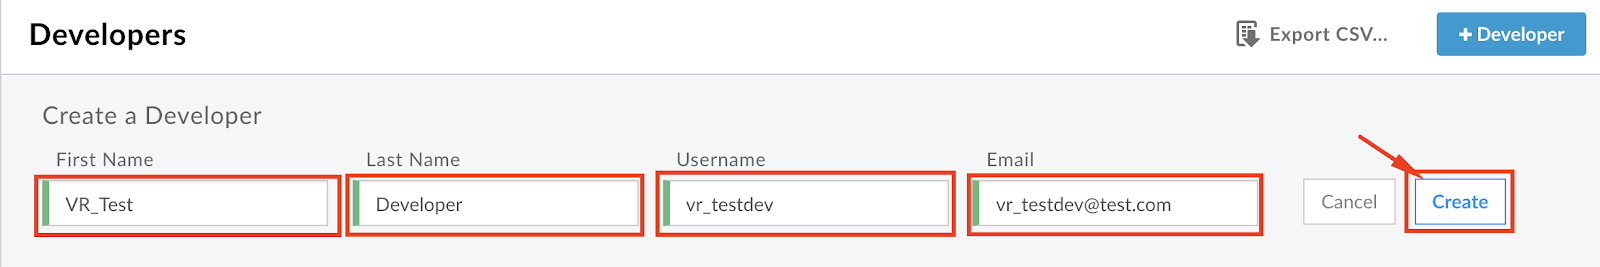 Developers
Export CSV...
+ Developer
Create a Developer
First Name
Last Name
Username
Email
VR_Test
Developer
vr_testdev
vr_testdev@test.com
Cancel
Create